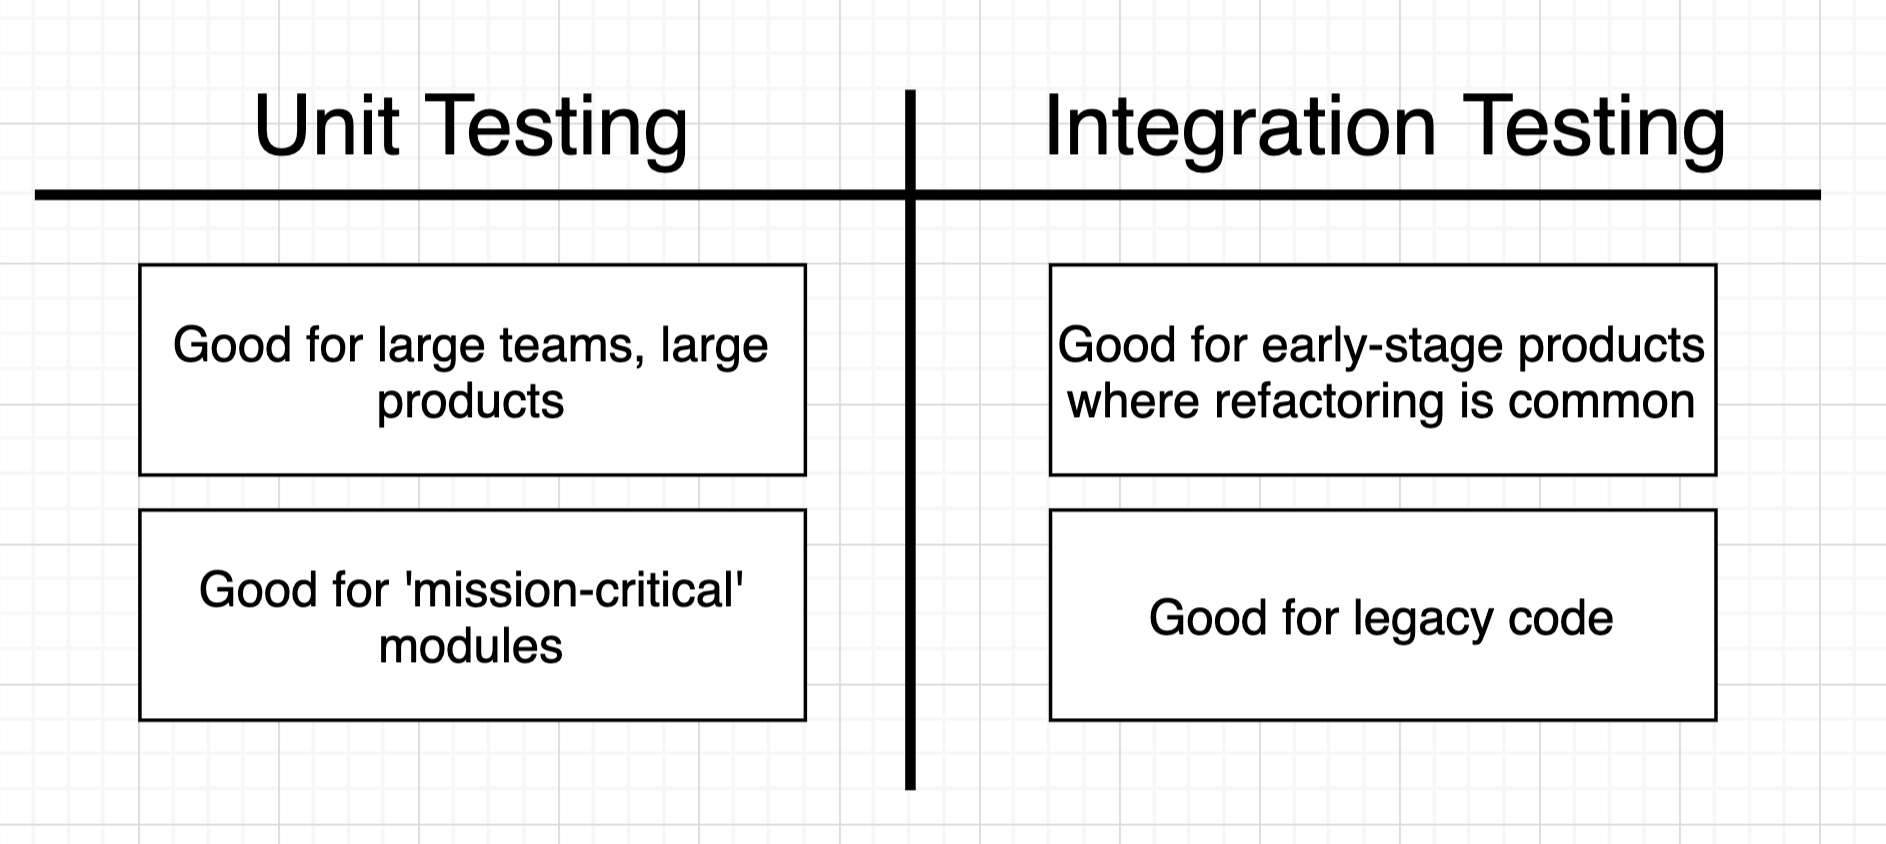 Unit Testing
Integration Testing
Good for large teams, large
products
Good for 'mission-critical'
modules
Good for early-stage products
where refactoring is common
Good for legacy code